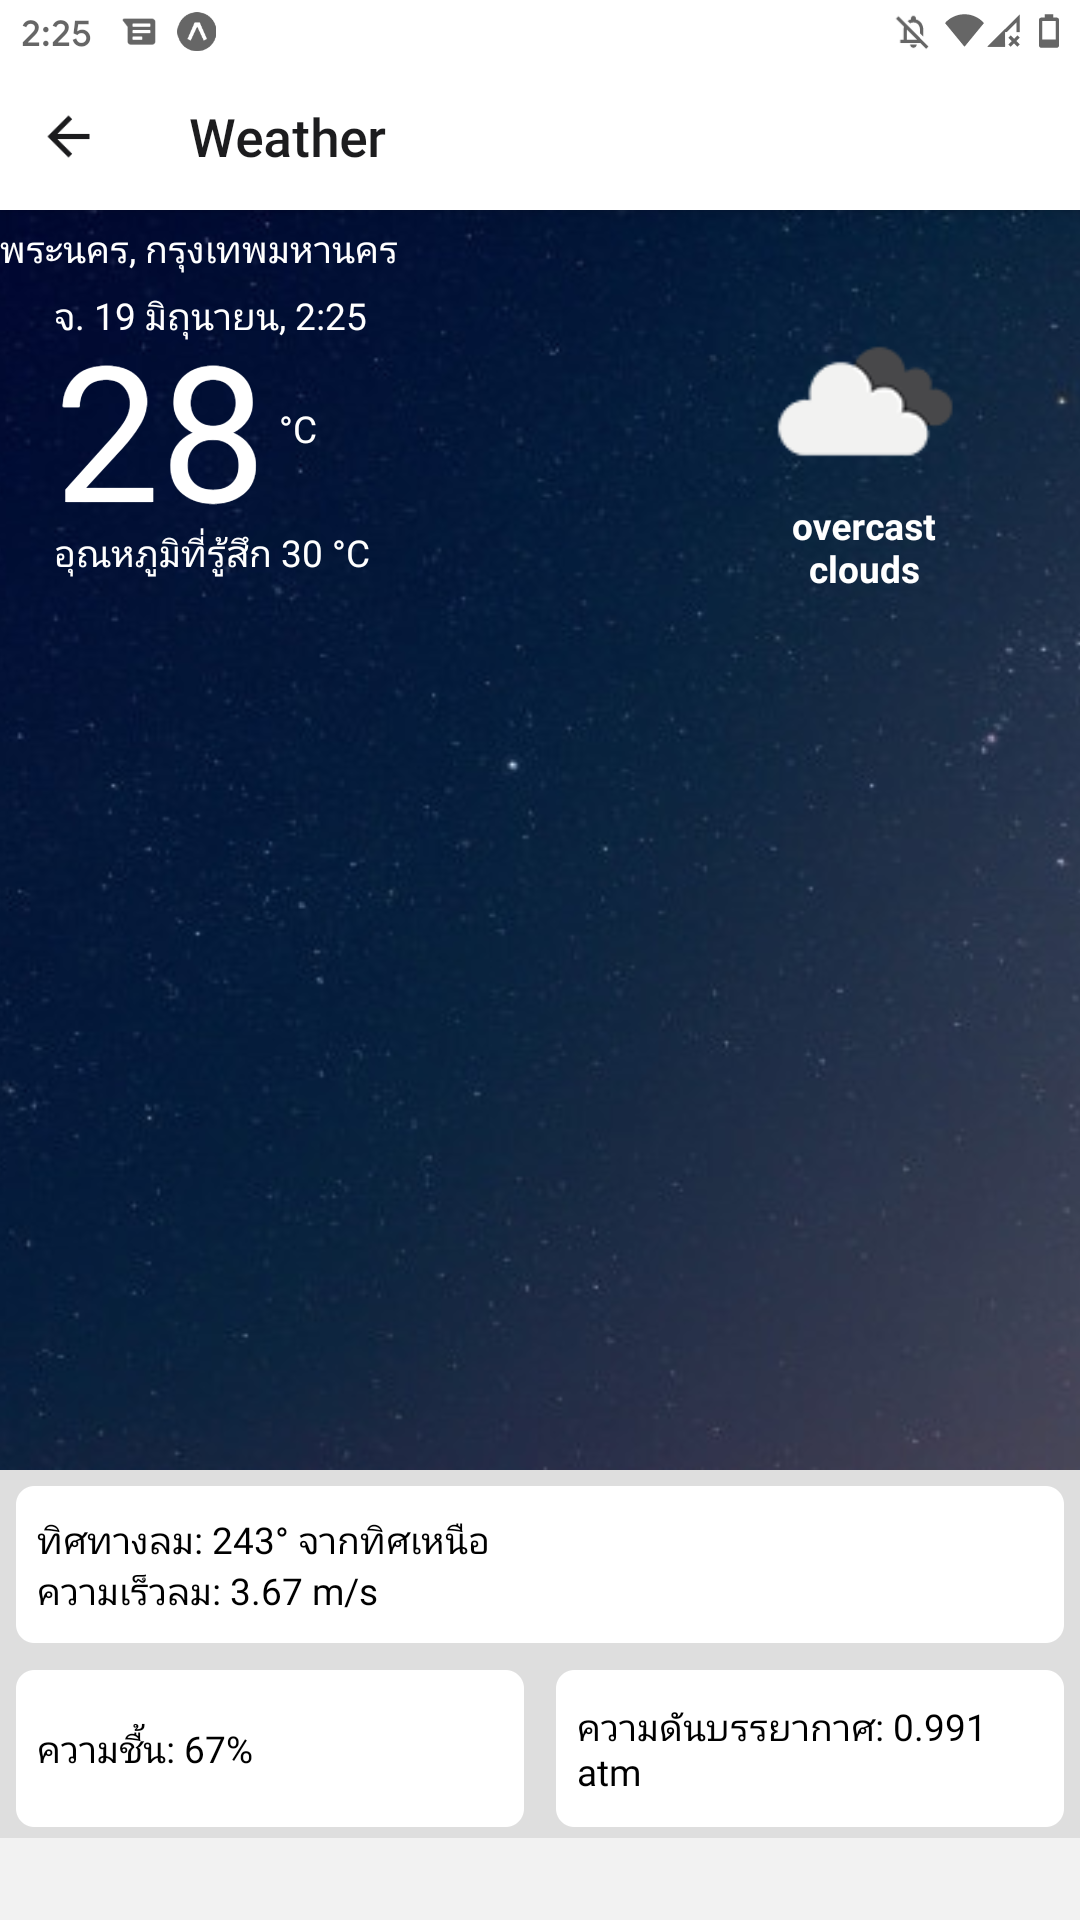 2:25
Weather
พระนคร, กรุงเทพมหานคร
จ. 19 มิถุนายน, 2:25
28 °C
อุณหภูมิที่รู้สึก 30 °C
overcast
clouds
ทิศทางลม: 243° จากทิศเหนือ
ความเร็วลม: 3.67 m/s
ความชื้น: 67%
ความดันบรรยากาศ: 0.991
atm